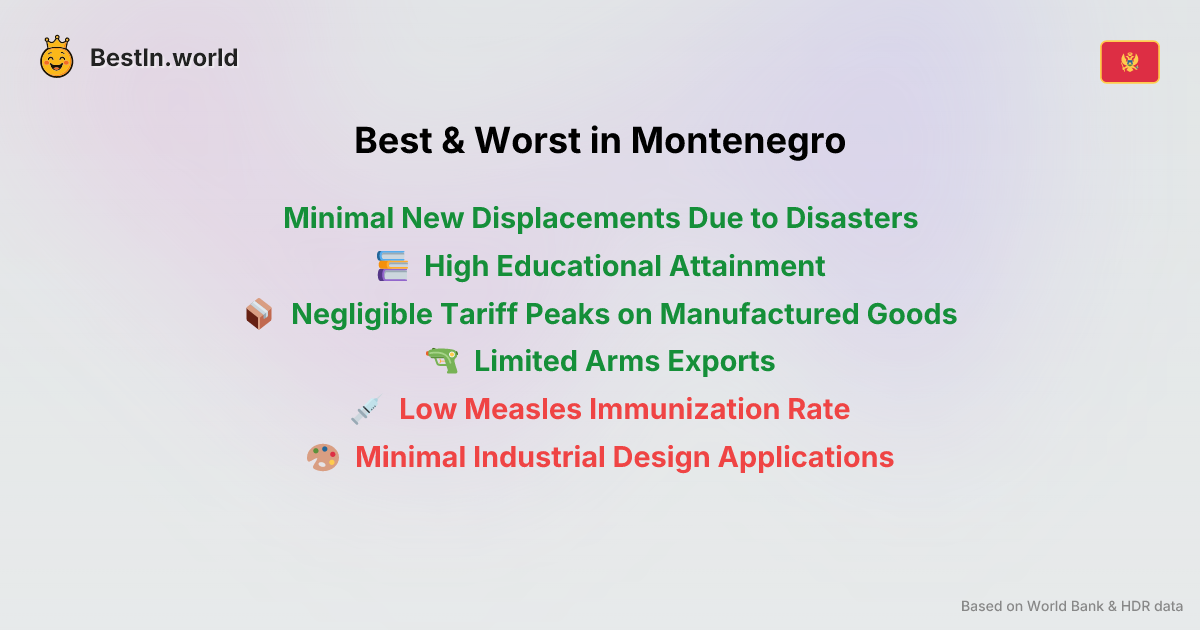 BestIn.world
Best & Worst in Montenegro
Minimal New Displacements Due to Disasters
High Educational Attainment
Negligible Tariff Peaks on Manufactured Goods
Limited Arms Exports
Low Measles Immunization Rate
Minimal Industrial Design Applications
Based on World Bank & HDR data